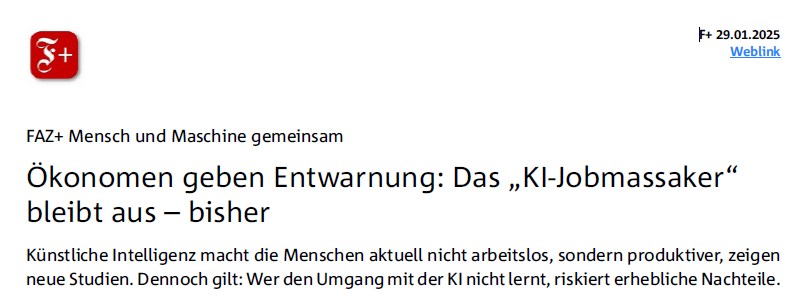 F+
F+ 29.01.2025
Weblink
FAZ+ Mensch und Maschine gemeinsam
Ökonomen geben Entwarnung: Das „KI-Jobmassaker“
bleibt aus – bisher
Künstliche Intelligenz macht die Menschen aktuell nicht arbeitslos, sondern produktiver, zeigen
neue Studien. Dennoch gilt: Wer den Umgang mit der KI nicht lernt, riskiert erhebliche Nachteile.